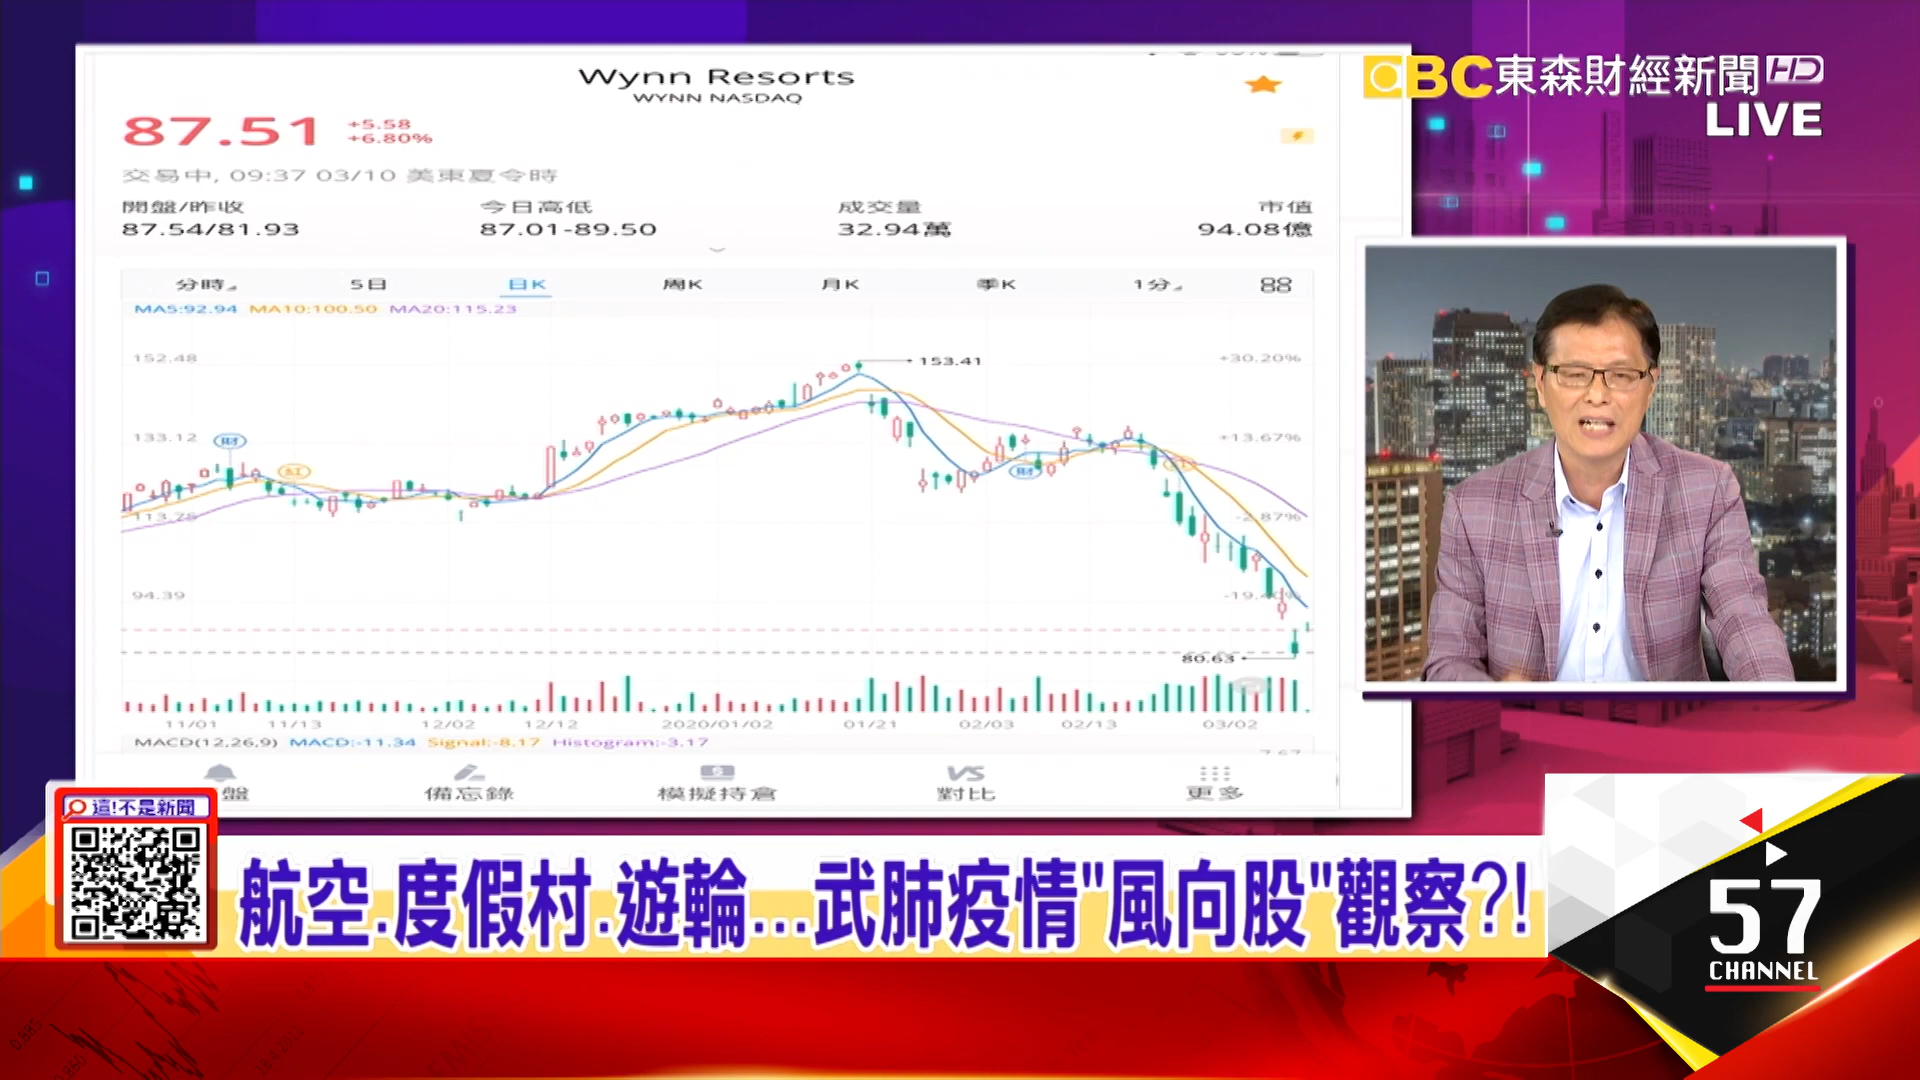 Wynn Resorts
WYNN NASDAQ
87.51
+5.58
+6.80%
交易中, 09:37 03/10 美東夏令時
開盤/昨收 今日高低 成交量 市值
87.54/81.93 87.01-89.50 32.94萬 94.08億
分時 5日 日K 周K 月K 季K 1分
MA5:92.94 MA10:100.50 MA20:115.23
152.48 153.41 +30.20%
133.12 財 +13.67%
紅 財
113.75 -2.87%
94.39 -19.40%
80.63
11/01 11/13 12/02 12/12 2020/01/02 01/21 02/03 02/13 03/02
MACD(12,26,9) MACD:-11.34 Signal:-8.17 Histogram:-3.17
盤 備忘錄 模擬持倉 VS 對比 更多
EBC東森財經新聞HD
LIVE
這!不是新聞
航空.度假村.遊輪...武肺疫情"風向股"觀察?!
57
CHANNEL